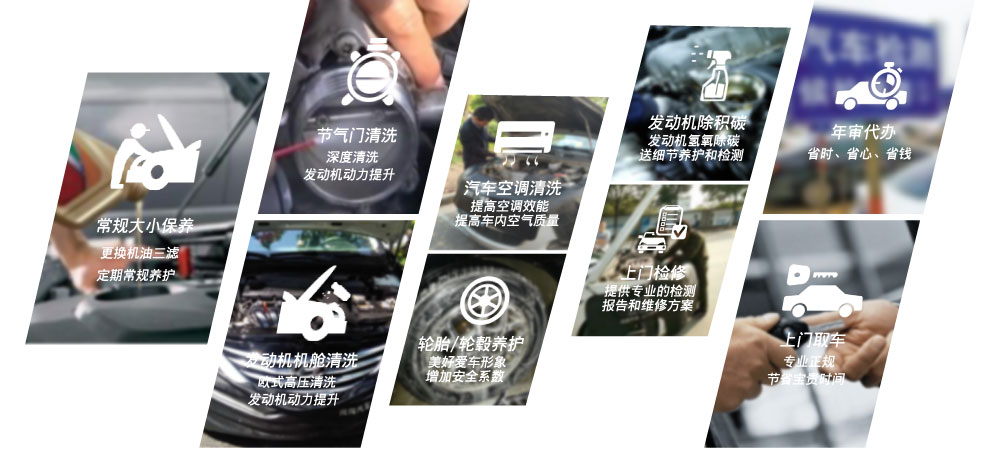 常规大小保养
更换机油三滤
定期常规养护
节气门清洗
深度清洗
发动机动力提升
发动机机舱清洗
欧式高压清洗
发动机动力提升
汽车空调清洗
提高空调效能
提高车内空气质量
轮胎/轮毂养护
美好爱车形象
增加安全系数
发动机除积碳
发动机氢氧除碳
送细节养护和检测
上门检修
提供专业的检测
报告和维修方案
汽车检测
年审代办
省时、省心、省钱
上门取车
专业正规
节省宝贵时间